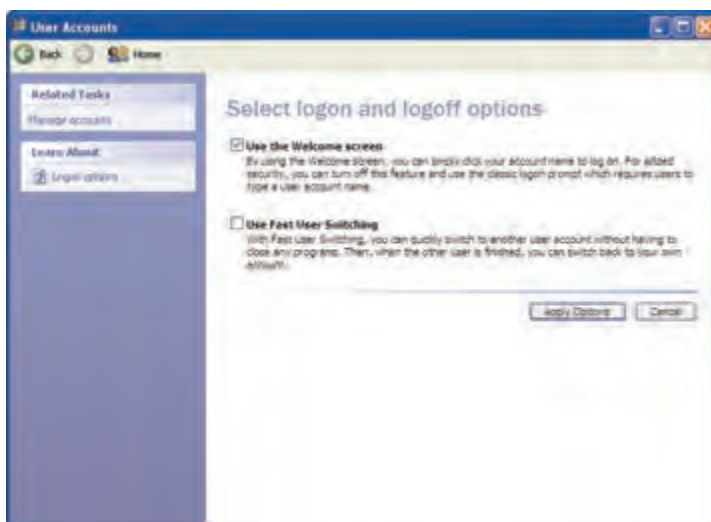 User Accounts
Back Home
Related Tasks
Manage accounts
Learn About
Logon options
Select logon and logoff options
Use the Welcome screen
By using the Welcome screen, you can simply click your account name to log on. For added
security, you can turn off this feature and use the classic logon prompt which requires users to
type a user account name.
Use Fast User Switching
With Fast User Switching, you can quickly switch to another user account without having to
close any programs. Then, when the other user is finished, you can switch back to your own
account.
Apply Options Cancel